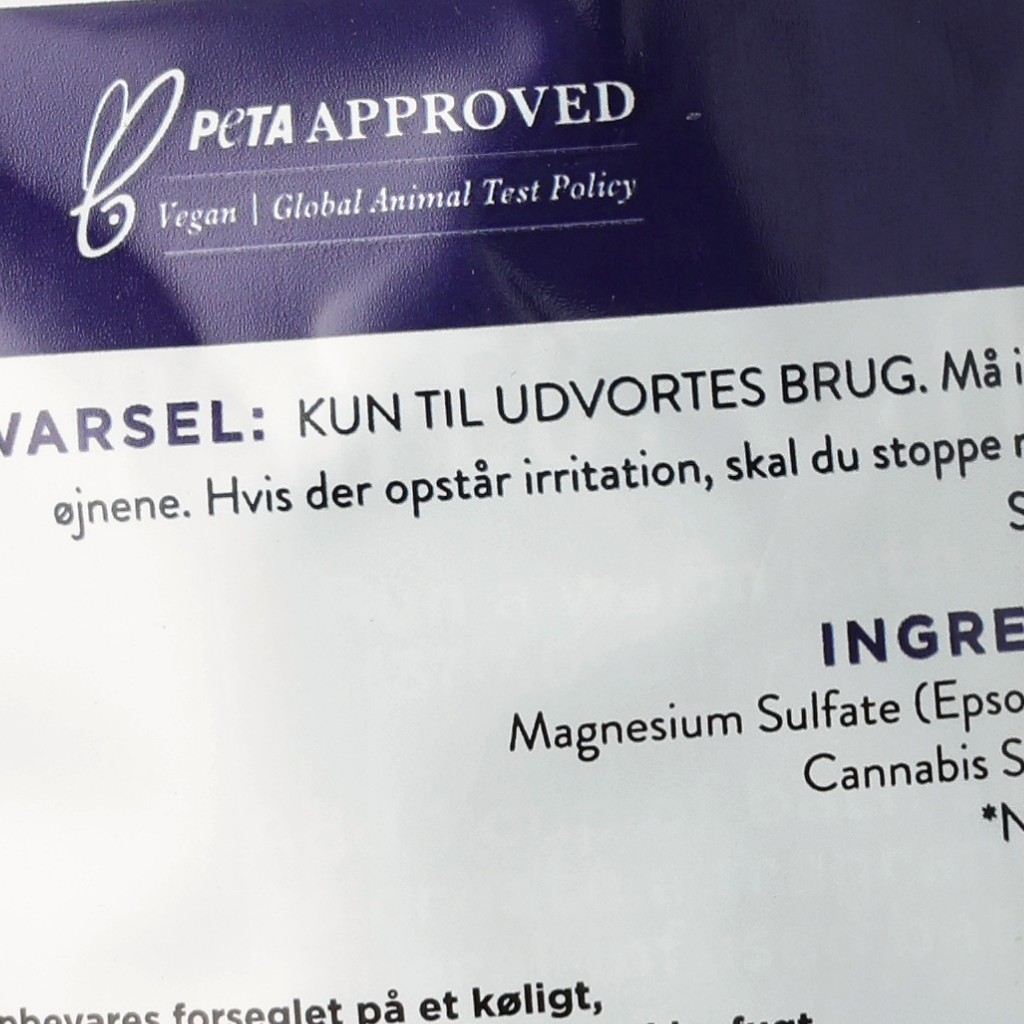 PETA APPROVED
Vegan | Global Animal Test Policy
VARSEL: KUN TIL UDVORTES BRUG. Må i
øjnene. Hvis der opstår irritation, skal du stoppe
S
INGRE
Magnesium Sulfate (Epso
Cannabis S
*N
forseglet på et køligt,
fugt